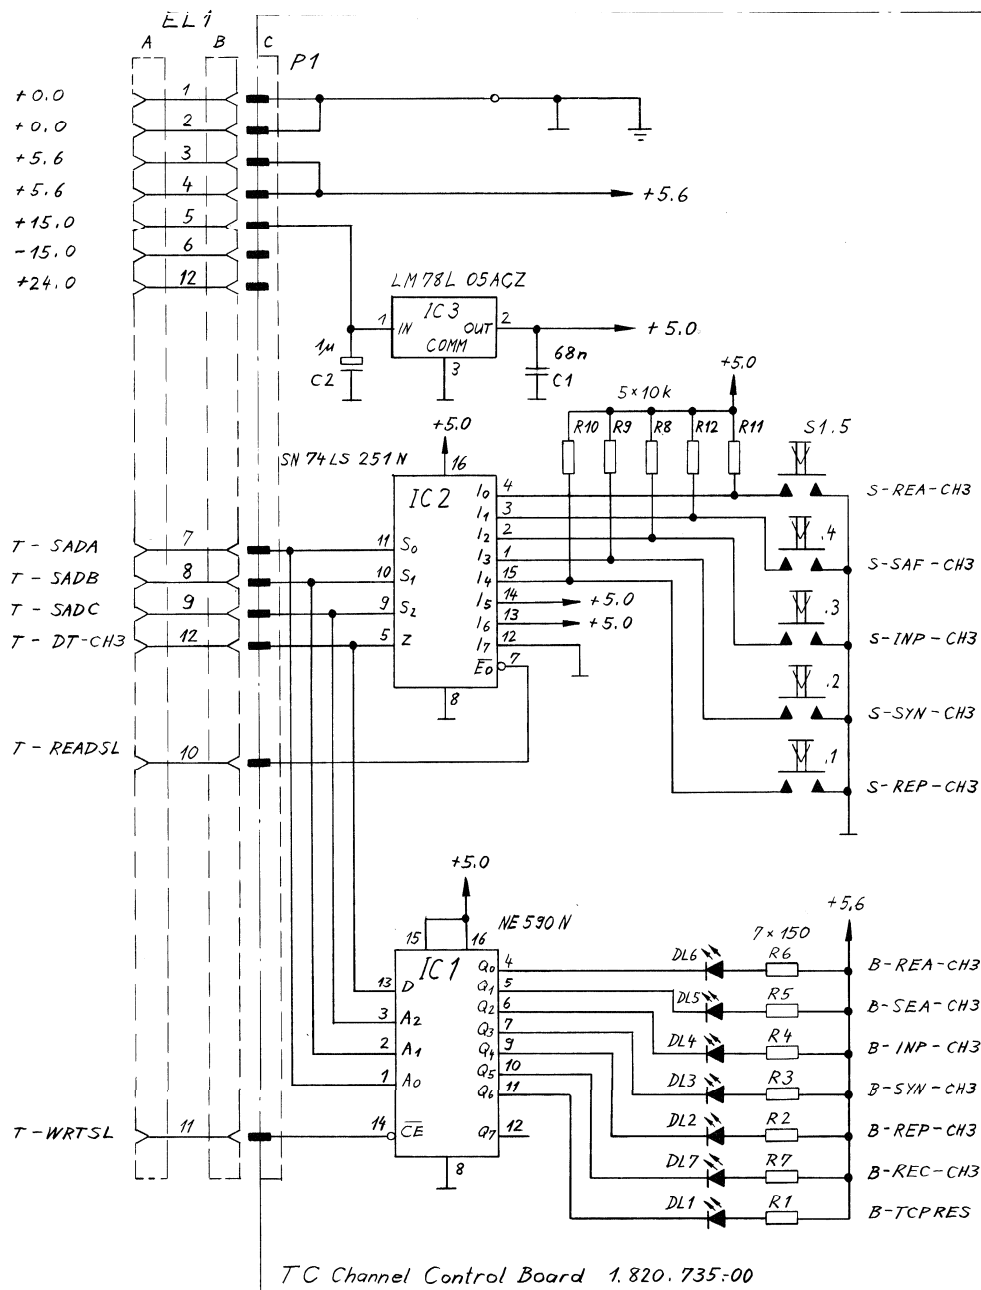 EL1
A B C
P1
+0.0 1
+0.0 2
+5.6 3
+5.6 4 +5.6
+15.0 5
-15.0 6
+24.0 12
LM78L 05ACZ
IC3
1 IN OUT 2
COMM
3
+5.0
1µ
C2
68n
C1
+5.0
5×10k
R10 R9 R8 R12 R11
S1.5
+5.0
16
SN 74LS 251N
IC2
I0 4 S-REA-CH3
I1 3 .4
I2 2
T - SADA 7 11 S0
I3 1 S-SAF-CH3
T - SADB 8 10 S1
I4 15
I5 14 +5.0 .3
T - SADC 9 9 S2
I6 13 +5.0
T - DT-CH3 12 5 Z
I7 12 S-INP-CH3
E0 7
8
.2
S-SYN-CH3
T - READSL 10
.1
S-REP-CH3
+5.0
15 16
NE590N
IC1
+5.6
7×150
Q0 4 DL6 R6 B-REA-CH3
13 D
Q1 5 DL5 R5 B-SEA-CH3
Q2 6
3 A2
Q3 7 DL4 R4 B-INP-CH3
2 A1
Q4 9
Q5 10 DL3 R3 B-SYN-CH3
1 A0
Q6 11
DL2 R2 B-REP-CH3
T-WRTSL 11 14 CE
Q7 12
8
DL7 R7 B-REC-CH3
DL1 R1 B-TCPRES
TC Channel Control Board 1.820.735-00